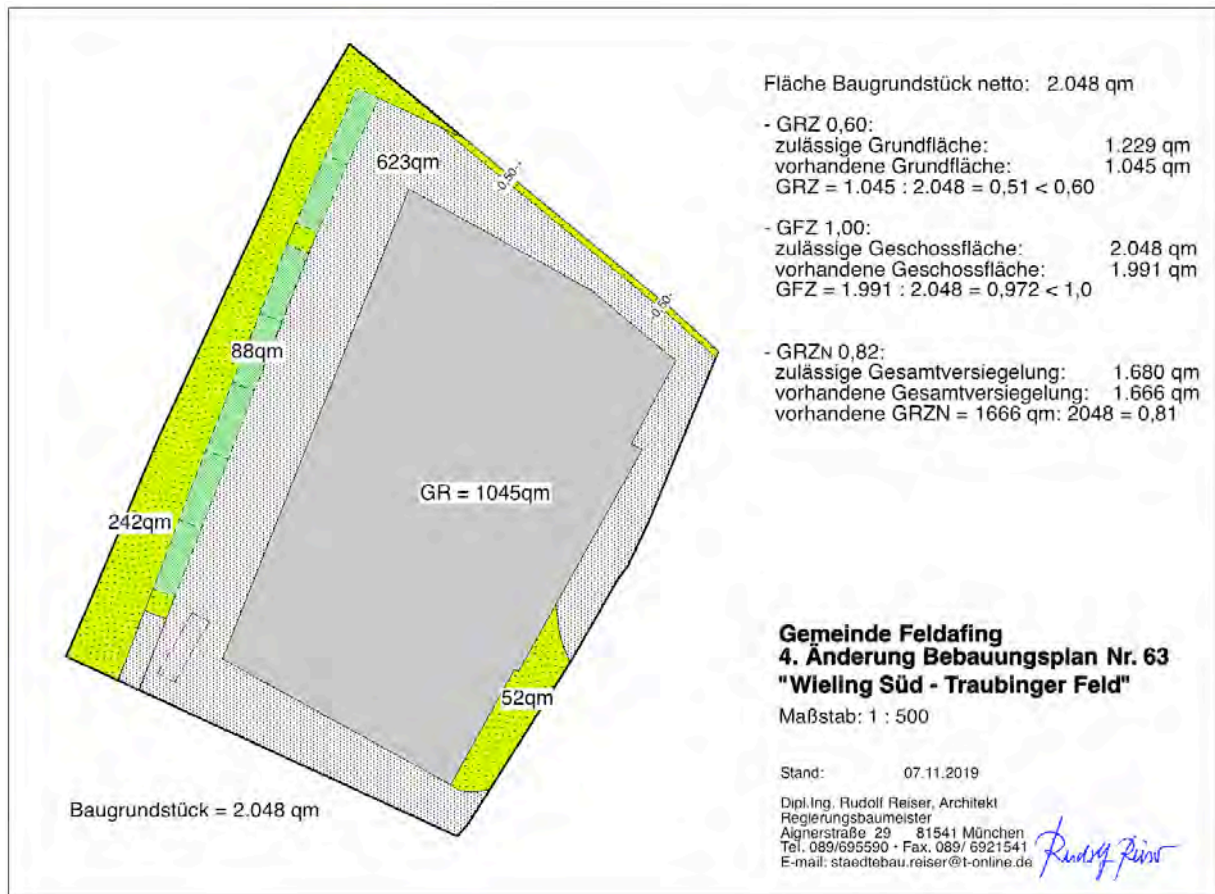 623qm
0.50
0.50
88qm
GR = 1045qm
242qm
52qm
Baugrundstück = 2.048 qm
Fläche Baugrundstück netto: 2.048 qm
- GRZ 0,60:
zulässige Grundfläche: 1.229 qm
vorhandene Grundfläche: 1.045 qm
GRZ = 1.045 : 2.048 = 0,51 < 0,60
- GFZ 1,00:
zulässige Geschossfläche: 2.048 qm
vorhandene Geschossfläche: 1.991 qm
GFZ = 1.991 : 2.048 = 0,972 < 1,0
- GRZN 0,82:
zulässige Gesamtversiegelung: 1.680 qm
vorhandene Gesamtversiegelung: 1.666 qm
vorhandene GRZN = 1666 qm: 2048 = 0,81
Gemeinde Feldafing
4. Änderung Bebauungsplan Nr. 63
"Wieling Süd - Traubinger Feld"
Maßstab: 1 : 500
Stand: 07.11.2019
Dipl.Ing. Rudolf Reiser, Architekt
Regierungsbaumeister
Aignerstraße 29 81541 München
Tel. 089/695590 · Fax. 089/ 6921541
E-mail: staedtebau.reiser@t-online.de
Rudolf Reiser